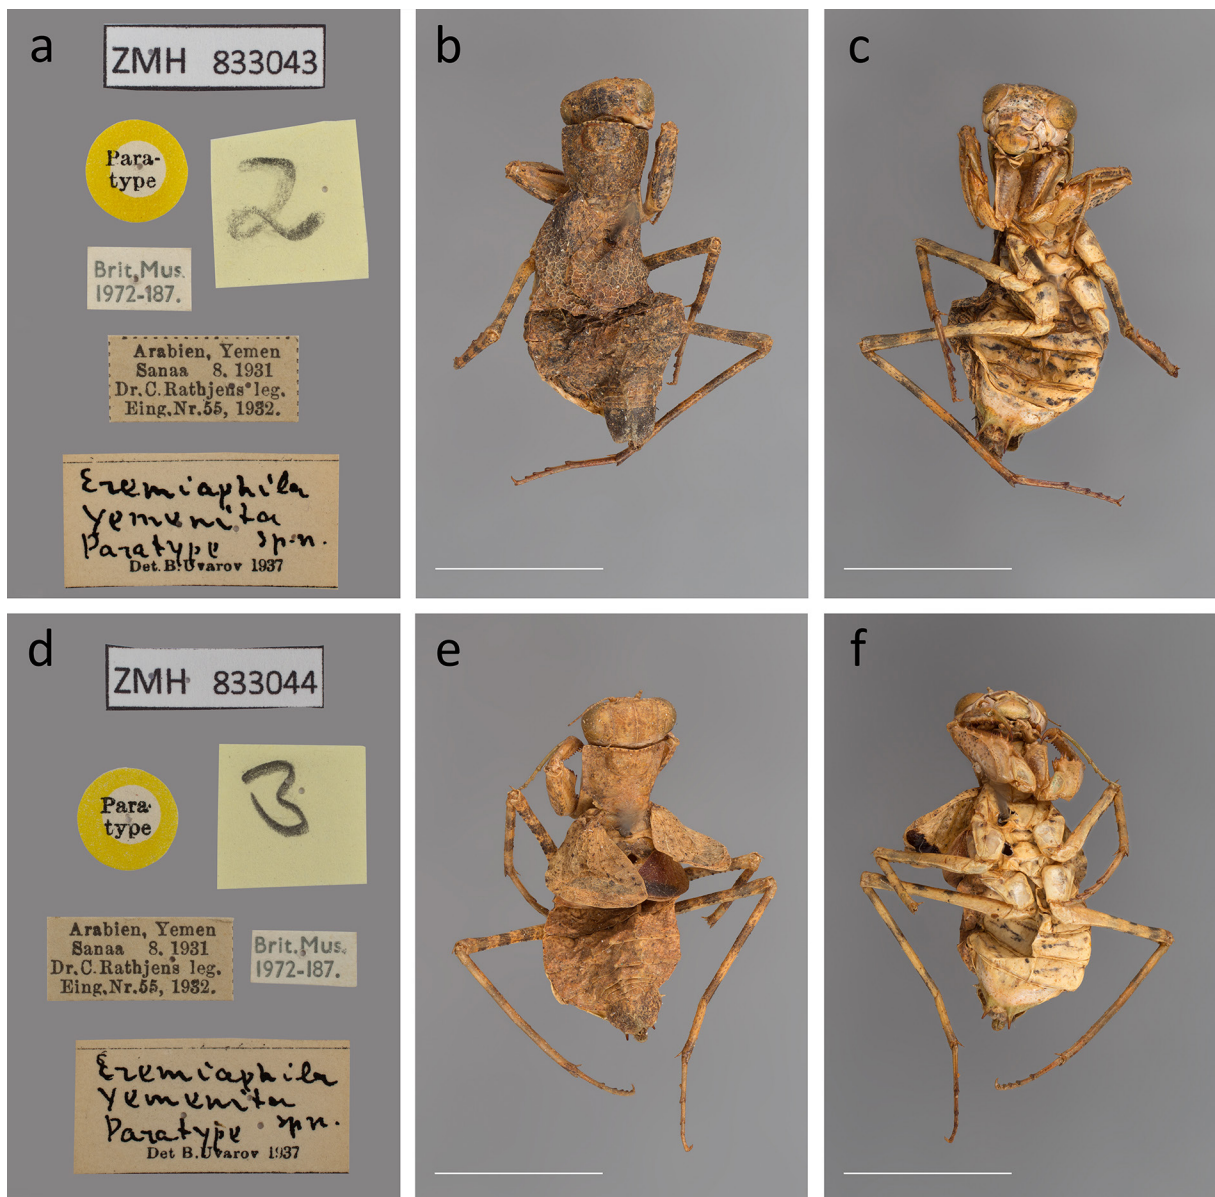 a
ZMH 833043
Para-
type
2
Brit.Mus.
1972-187.
Arabien, Yemen
Sanaa 8. 1931
Dr.C.Rathjens leg.
Eing.Nr.55, 1932.
Eremiaphila
yemenita
Paratype sp.n.
Det. B. Uvarov 1937
b
c
d
ZMH 833044
Para-
type
3
Arabien, Yemen
Sanaa 8. 1931
Dr.C.Rathjens leg.
Eing.Nr.55, 1932.
Brit.Mus.
1972-187.
Eremiaphila
yemenita
Paratype sp.n.
Det B.Uvarov 1937
e
f